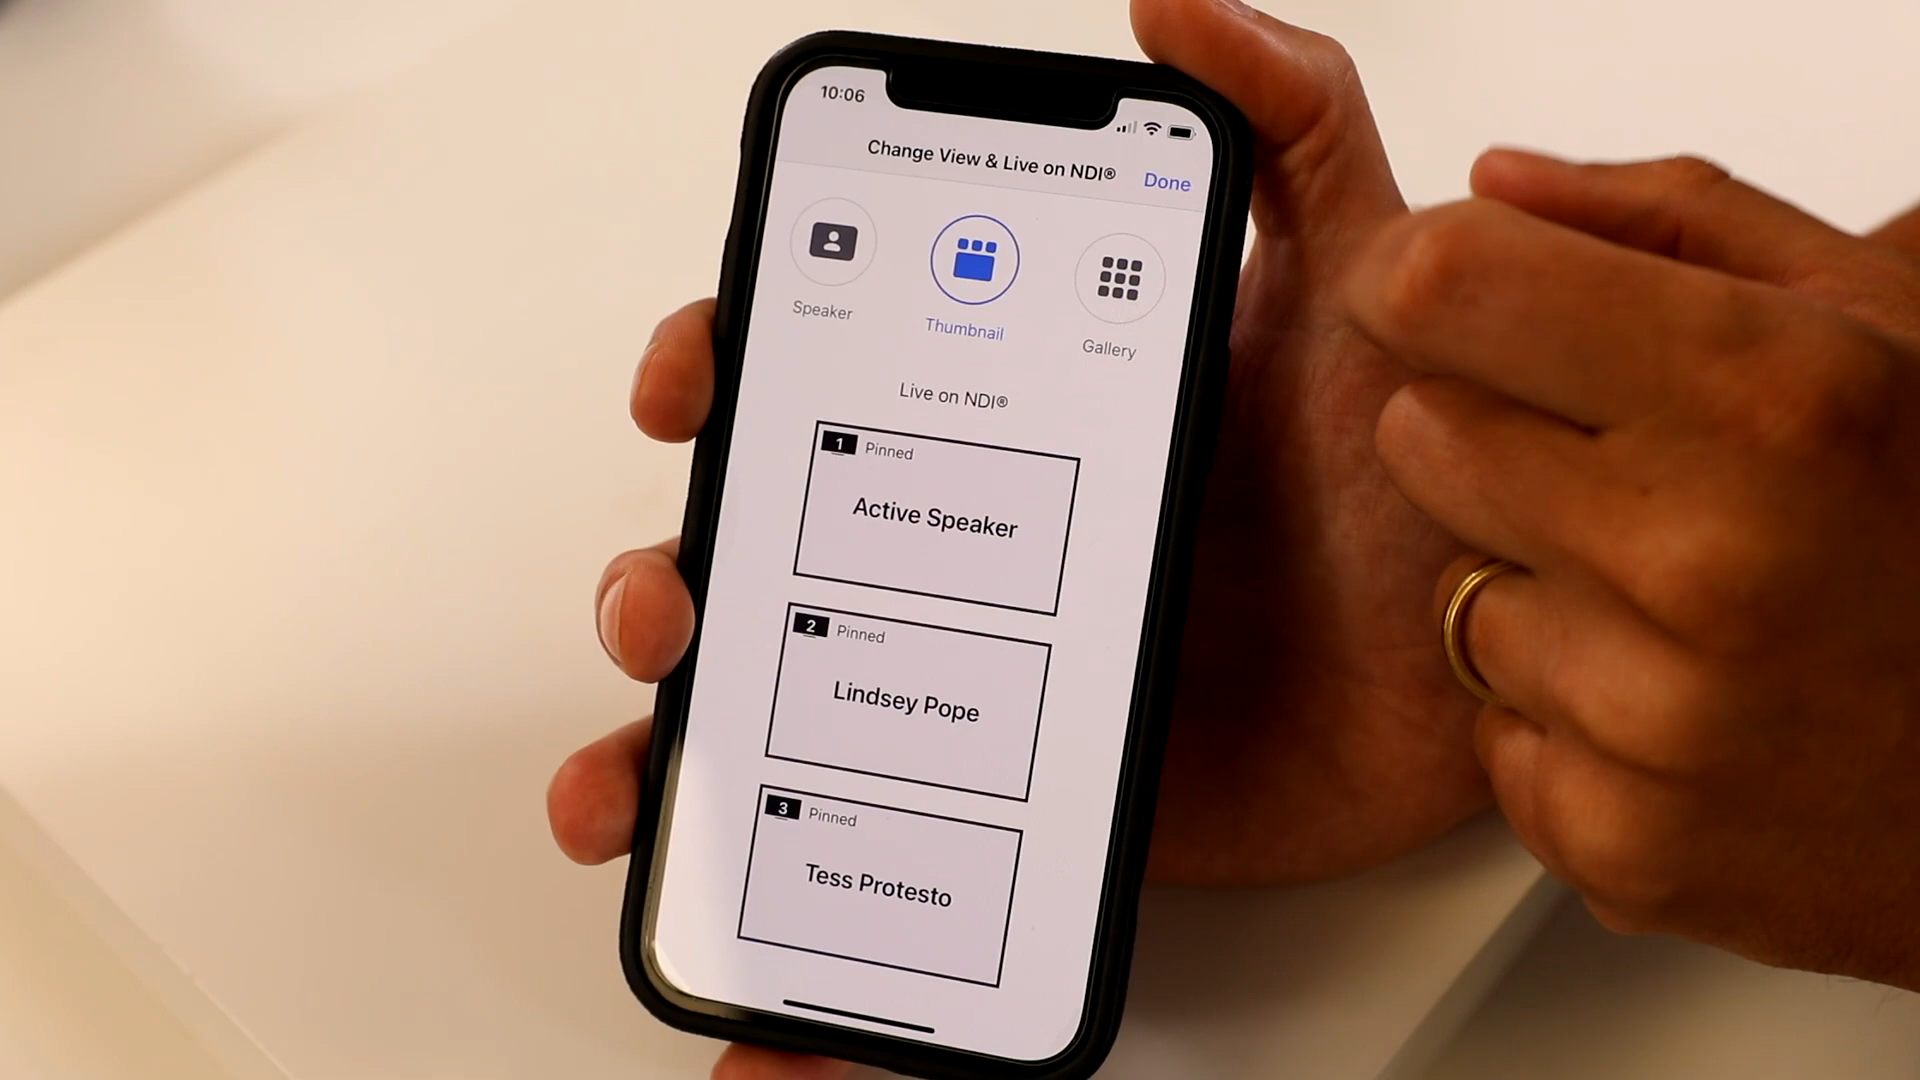 10:06
Change View & Live on NDI®
Done
Speaker
Thumbnail
Gallery
Live on NDI®
1 Pinned
Active Speaker
2 Pinned
Lindsey Pope
3 Pinned
Tess Protesto